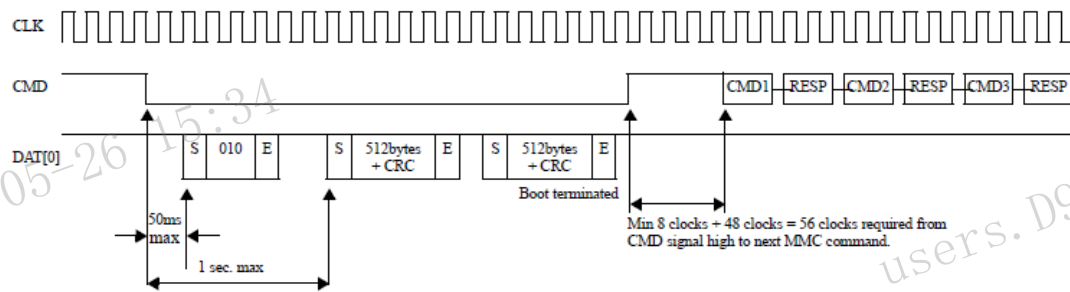 CLK
CMD
CMD1 RESP CMD2 RESP CMD3 RESP
DAT[0]
S 010 E S 512bytes + CRC E S 512bytes + CRC E
Boot terminated
50ms
max
1 sec. max
Min 8 clocks + 48 clocks = 56 clocks required from
CMD signal high to next MMC command.
05-26 15:34
users.D9